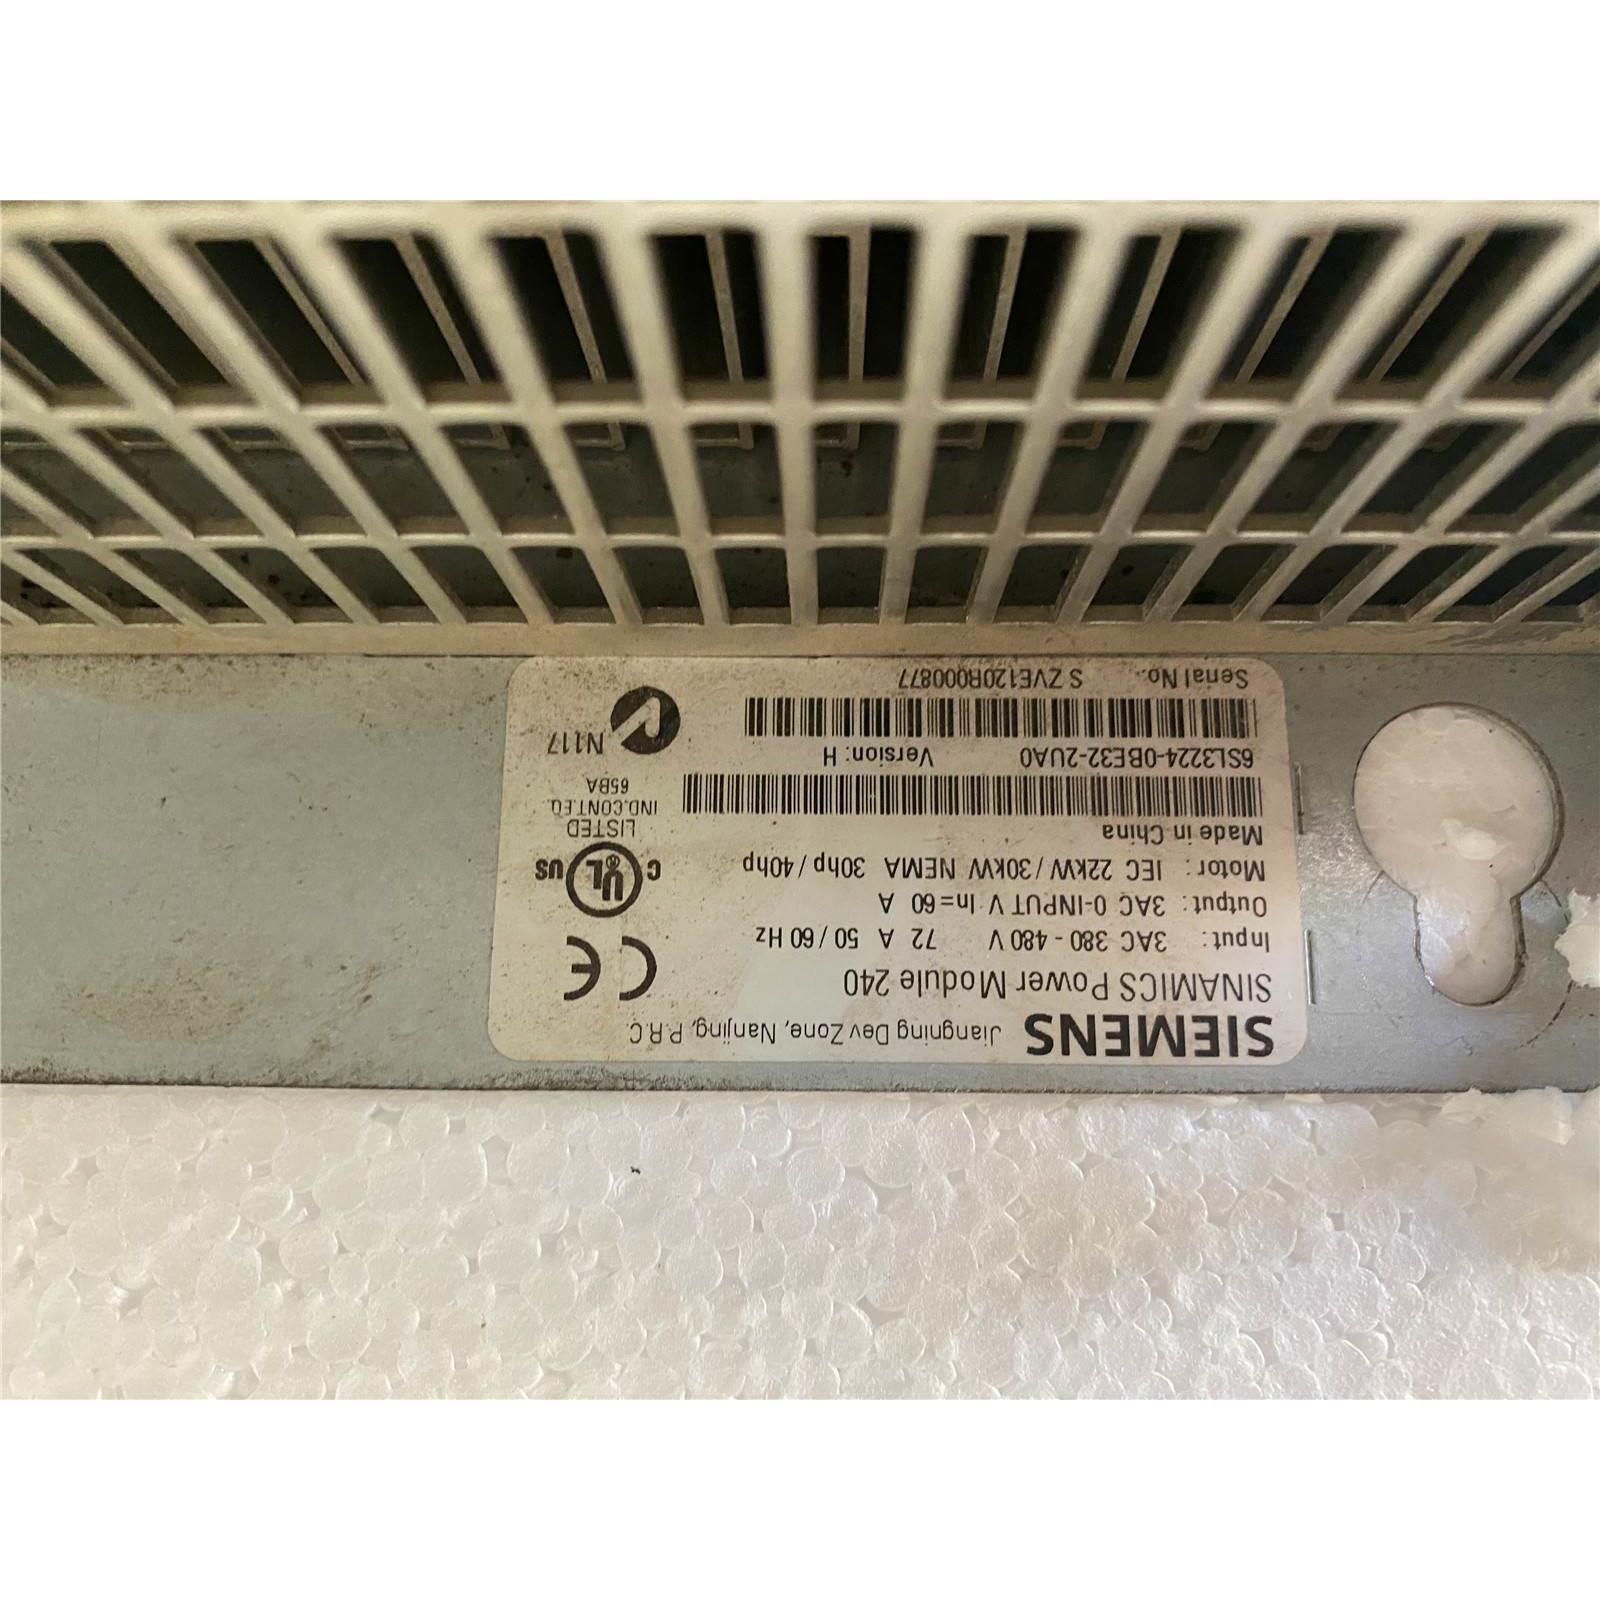 SIEMENS Jiangning Dev Zone, Nanjing, P.R.C.
SINAMICS Power Module 240
Input: 3AC 380 - 480 V 72 A 50 / 60 Hz
Output: 3AC 0-INPUT V In=60 A
Motor: IEC 22kW / 30kW NEMA 30hp / 40hp
Made in China
6SL3224-0BE32-2UA0 Version: H
Serial No.: S ZVE120R000877
CE
C UL US
LISTED
IND.CONT.EQ.
65BA
N117